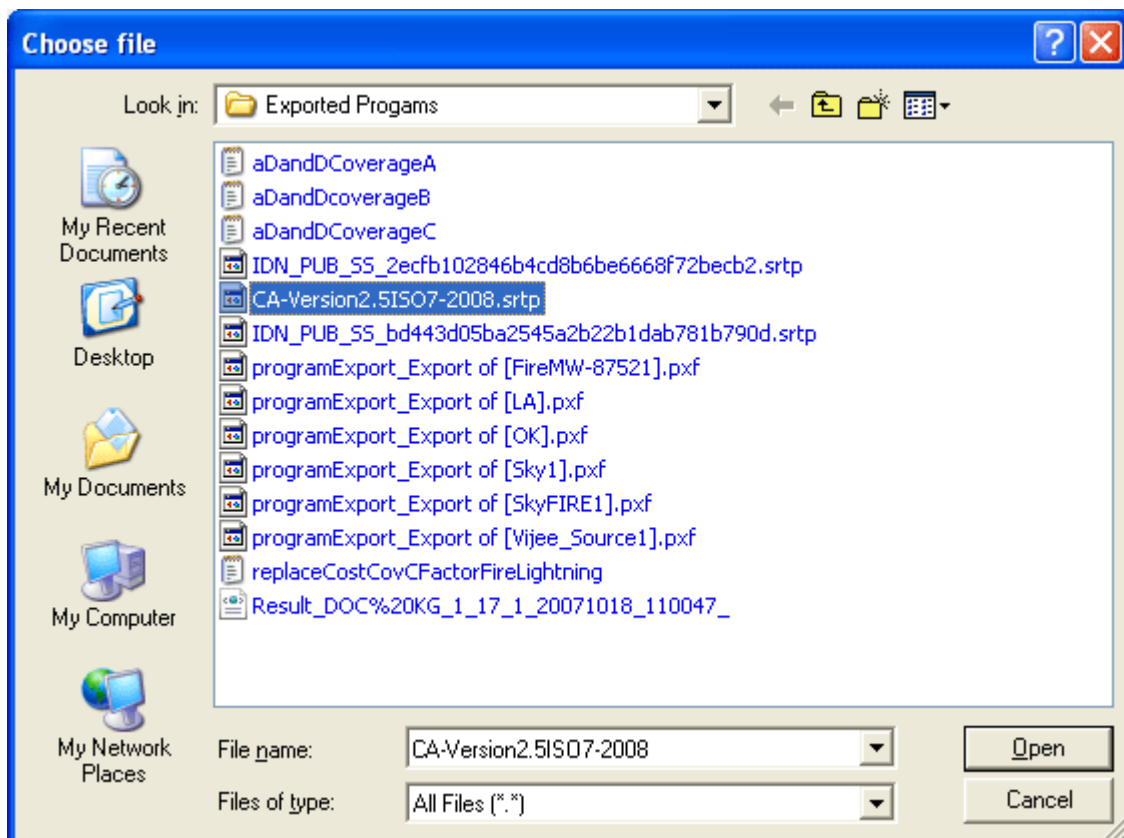 Choose file
Look in: Exported Progams
My Recent
Documents
Desktop
My Documents
My Computer
My Network
Places
aDandDCoverageA
aDandDcoverageB
aDandDCoverageC
IDN_PUB_SS_2ecfb102846b4cd8b6be6668f72becb2.srtp
CA-Version2.5ISO7-2008.srtp
IDN_PUB_SS_bd443d05ba2545a2b22b1dab781b790d.srtp
programExport_Export of [FireMW-87521].pxf
programExport_Export of [LA].pxf
programExport_Export of [OK].pxf
programExport_Export of [Sky1].pxf
programExport_Export of [SkyFIRE1].pxf
programExport_Export of [Vijee_Source1].pxf
replaceCostCovCFactorFireLightning
Result_DOC%20KG_1_17_1_20071018_110047_
File name: CA-Version2.5ISO7-2008 Open
Files of type: All Files (*.*) Cancel